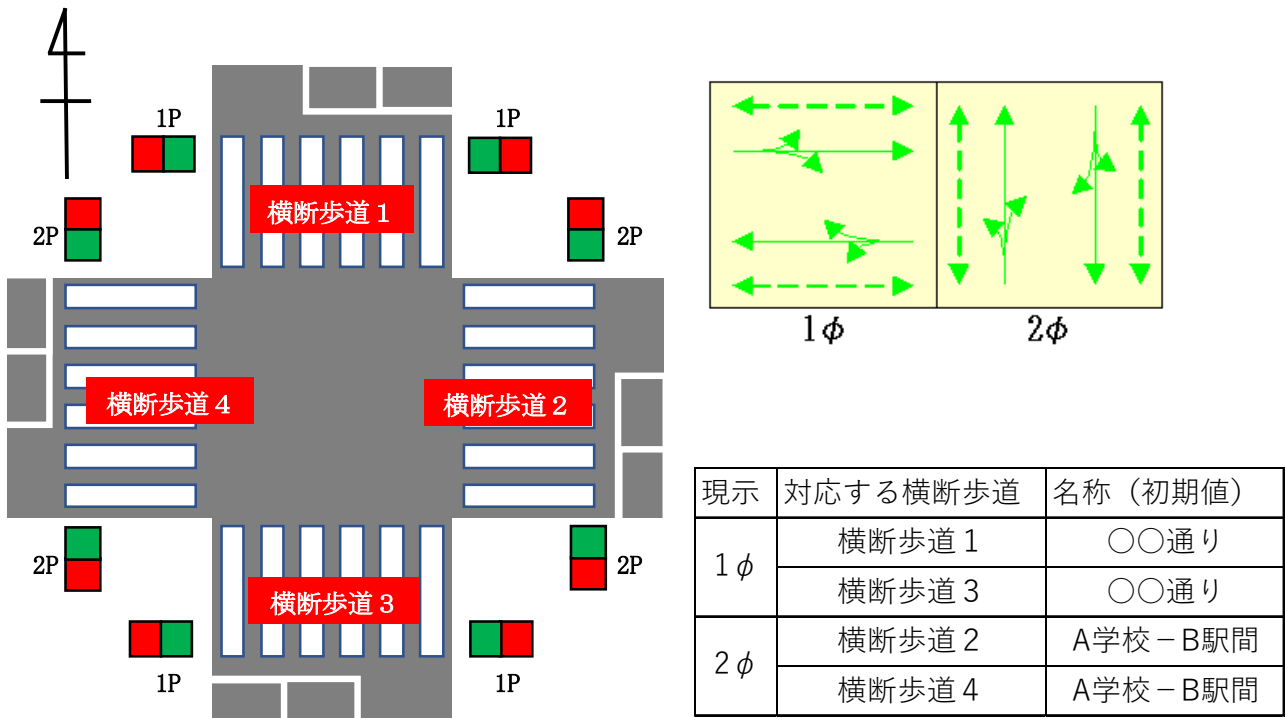 1P
1P
横断歩道１
2P
2P
横断歩道４
横断歩道２
2P
2P
横断歩道３
1P
1P
1φ
2φ
現示
対応する横断歩道
名称（初期値）
1φ
横断歩道１
○○通り
横断歩道３
○○通り
2φ
横断歩道２
A学校－B駅間
横断歩道４
A学校－B駅間